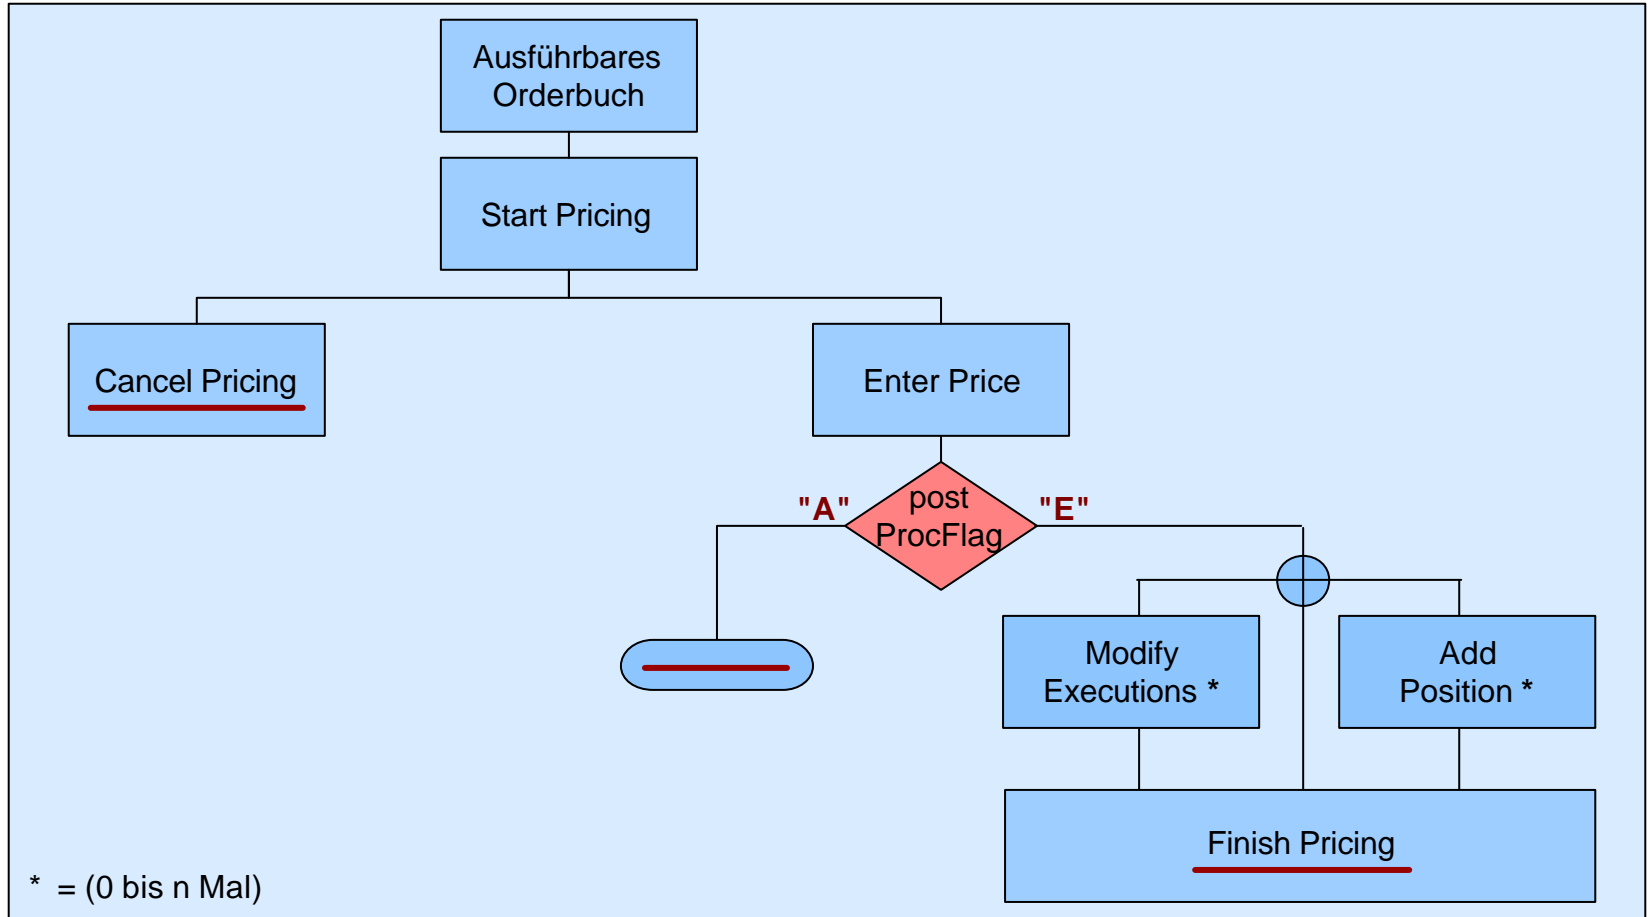 Ausführbares
Orderbuch
Start Pricing
Cancel Pricing
Enter Price
"A"
post
ProcFlag
"E"
Modify
Executions *
Add
Position *
Finish Pricing
* = (0 bis n Mal)